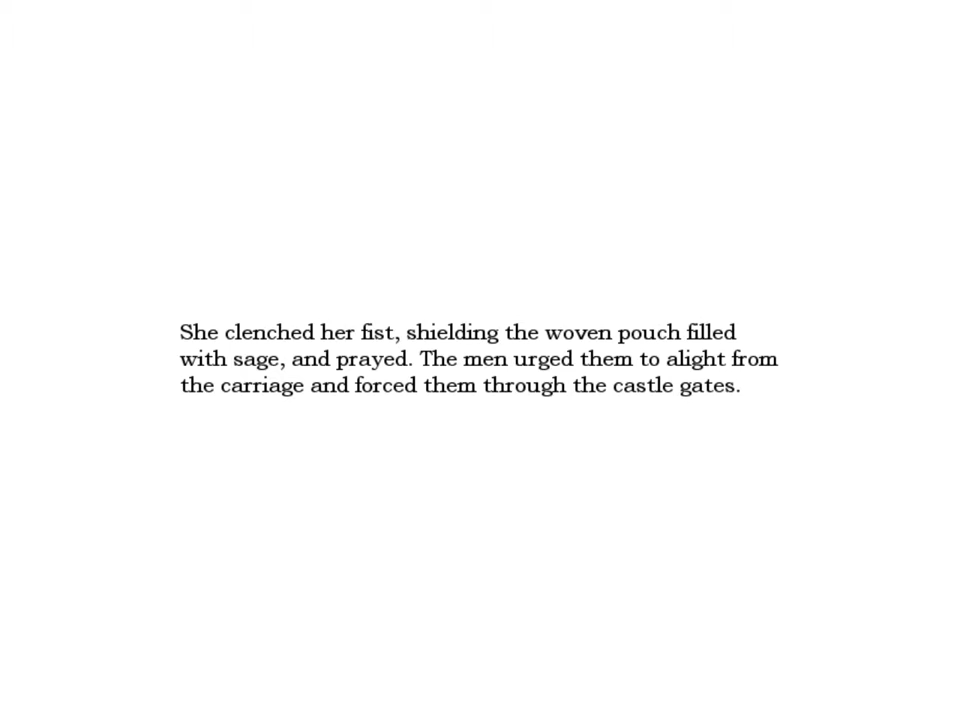 She clenched her fist, shielding the woven pouch filled
with sage, and prayed. The men urged them to alight from
the carriage and forced them through the castle gates.